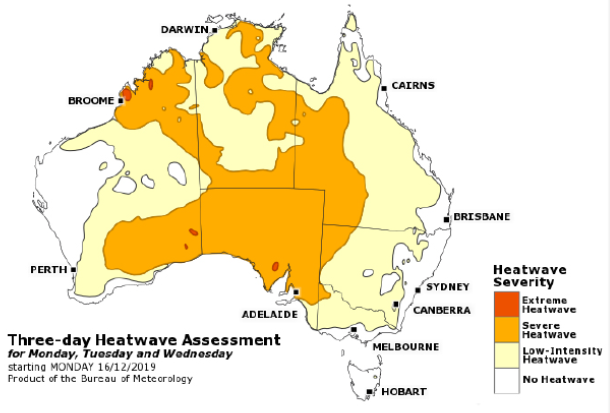 DARWIN
CAIRNS
BROOME
BRISBANE
PERTH
Heatwave
Severity
SYDNEY
Extreme
Heatwave
ADELAIDE
CANBERRA
Severe
Heatwave
Three-day Heatwave Assessment
for Monday, Tuesday and Wednesday
starting MONDAY 16/12/2019
Product of the Bureau of Meteorology
MELBOURNE
Low-Intensity
Heatwave
No Heatwave
HOBART